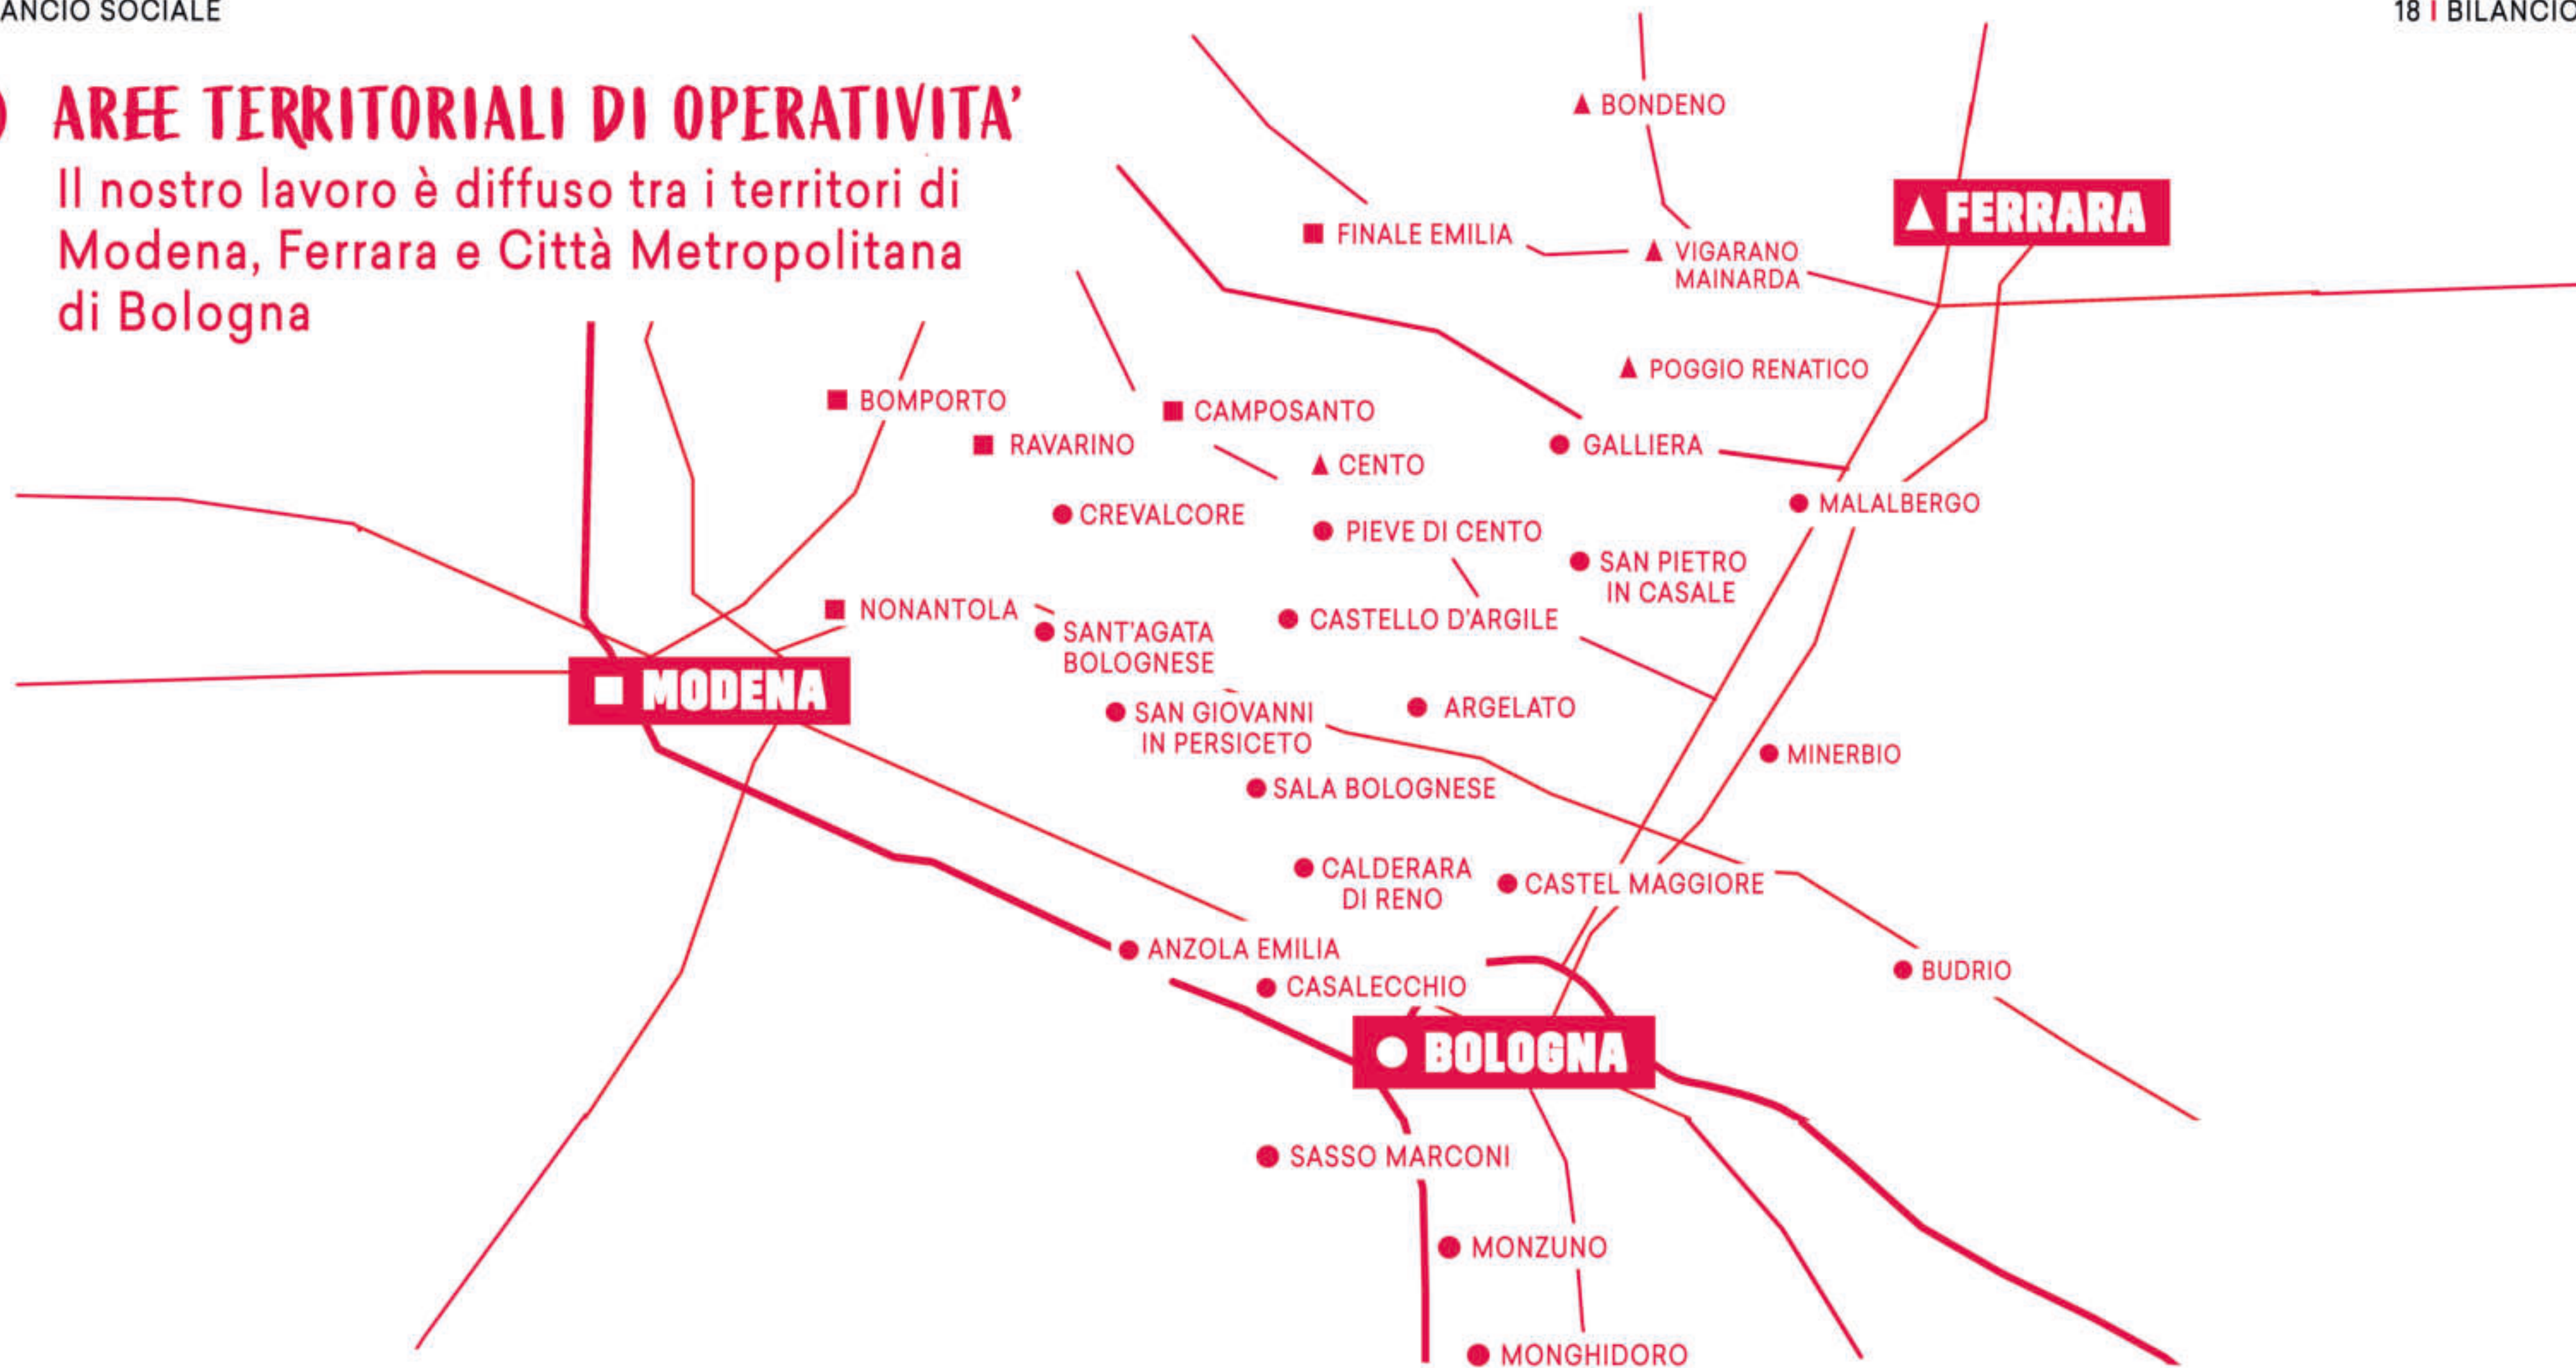 ANCIO SOCIALE
18 | BILANCIO
AREE TERRITORIALI DI OPERATIVITA'
Il nostro lavoro è diffuso tra i territori di
Modena, Ferrara e Città Metropolitana
di Bologna
BONDENO
FERRARA
FINALE EMILIA
VIGARANO
MAINARDA
POGGIO RENATICO
BOMPORTO
CAMPOSANTO
RAVARINO
GALLIERA
CENTO
MALALBERGO
CREVALCORE
PIEVE DI CENTO
SAN PIETRO
IN CASALE
NONANTOLA
CASTELLO D'ARGILE
SANT'AGATA
BOLOGNESE
MODENA
SAN GIOVANNI
IN PERSICETO
ARGELATO
MINERBIO
SALA BOLOGNESE
CALDERARA
DI RENO
CASTEL MAGGIORE
ANZOLA EMILIA
BUDRIO
CASALECCHIO
BOLOGNA
SASSO MARCONI
MONZUNO
MONGHIDORO